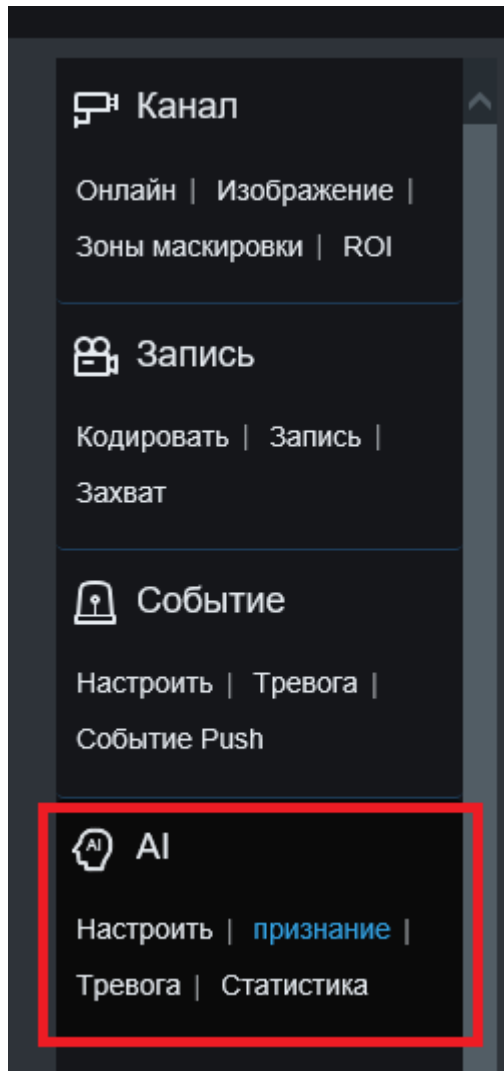 Канал
Онлайн | Изображение |
Зоны маскировки | ROI
Запись
Кодировать | Запись |
Захват
Событие
Настроить | Тревога |
Событие Push
AI AI
Настроить | признание |
Тревога | Статистика